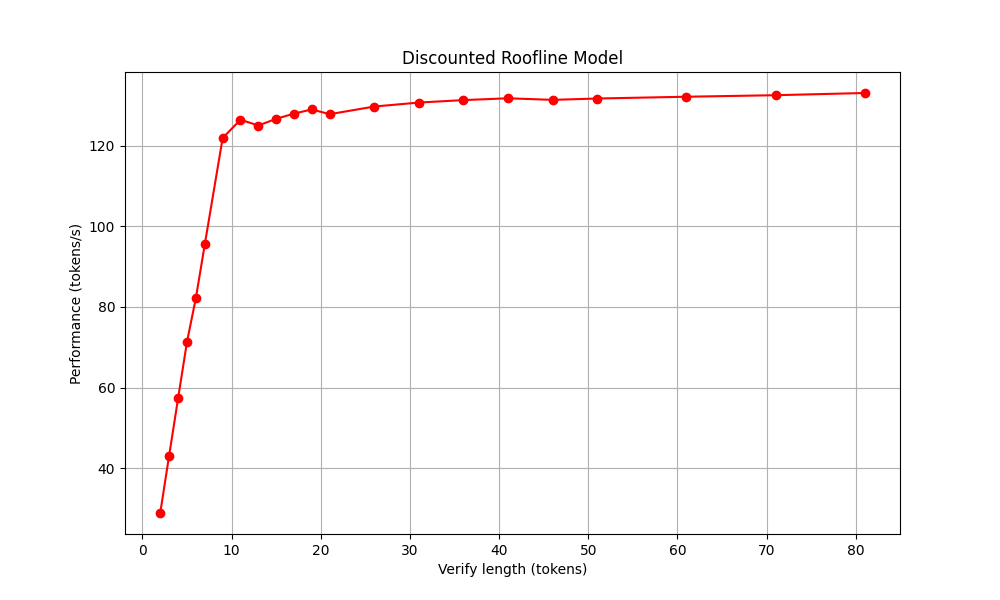 Discounted Roofline Model
Performance (tokens/s)
120
100
80
60
40
0 10 20 30 40 50 60 70 80
Verify length (tokens)